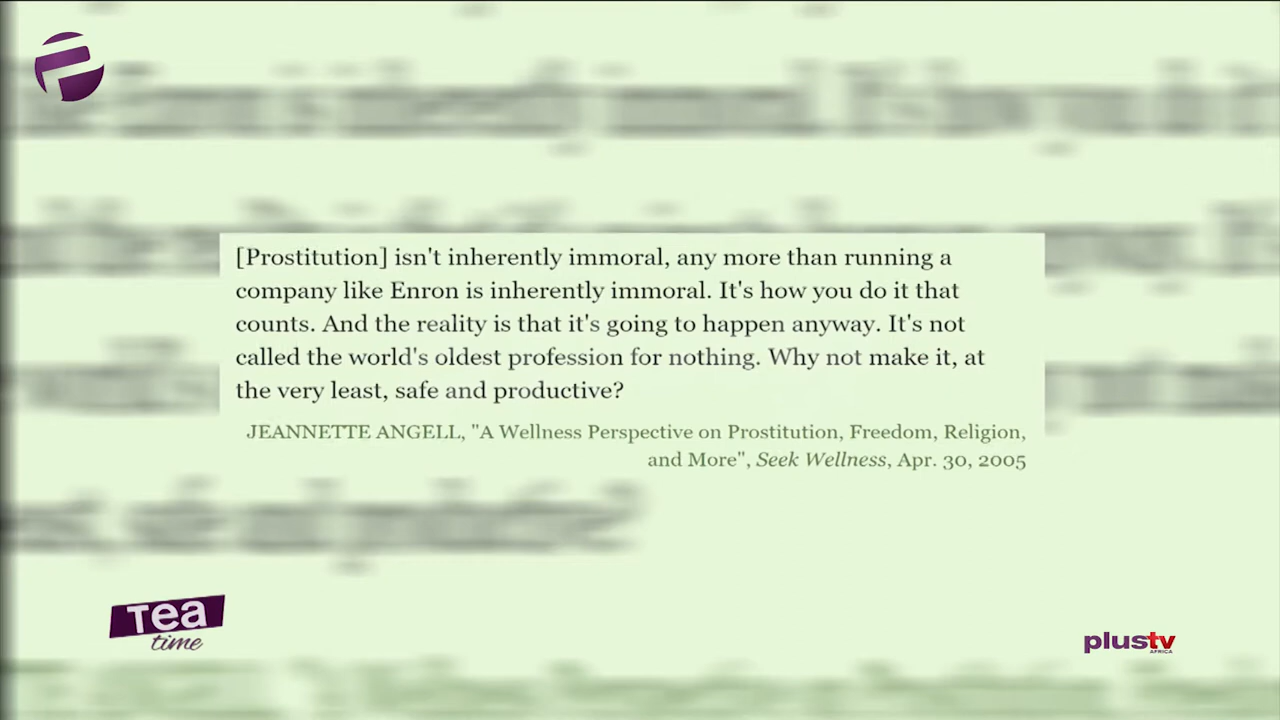 [Prostitution] isn't inherently immoral, any more than running a
company like Enron is inherently immoral. It's how you do it that
counts. And the reality is that it's going to happen anyway. It's not
called the world's oldest profession for nothing. Why not make it, at
the very least, safe and productive?
JEANNETTE ANGELL, "A Wellness Perspective on Prostitution, Freedom, Religion,
and More", Seek Wellness, Apr. 30, 2005
Tea
time
plustv
AFRICA